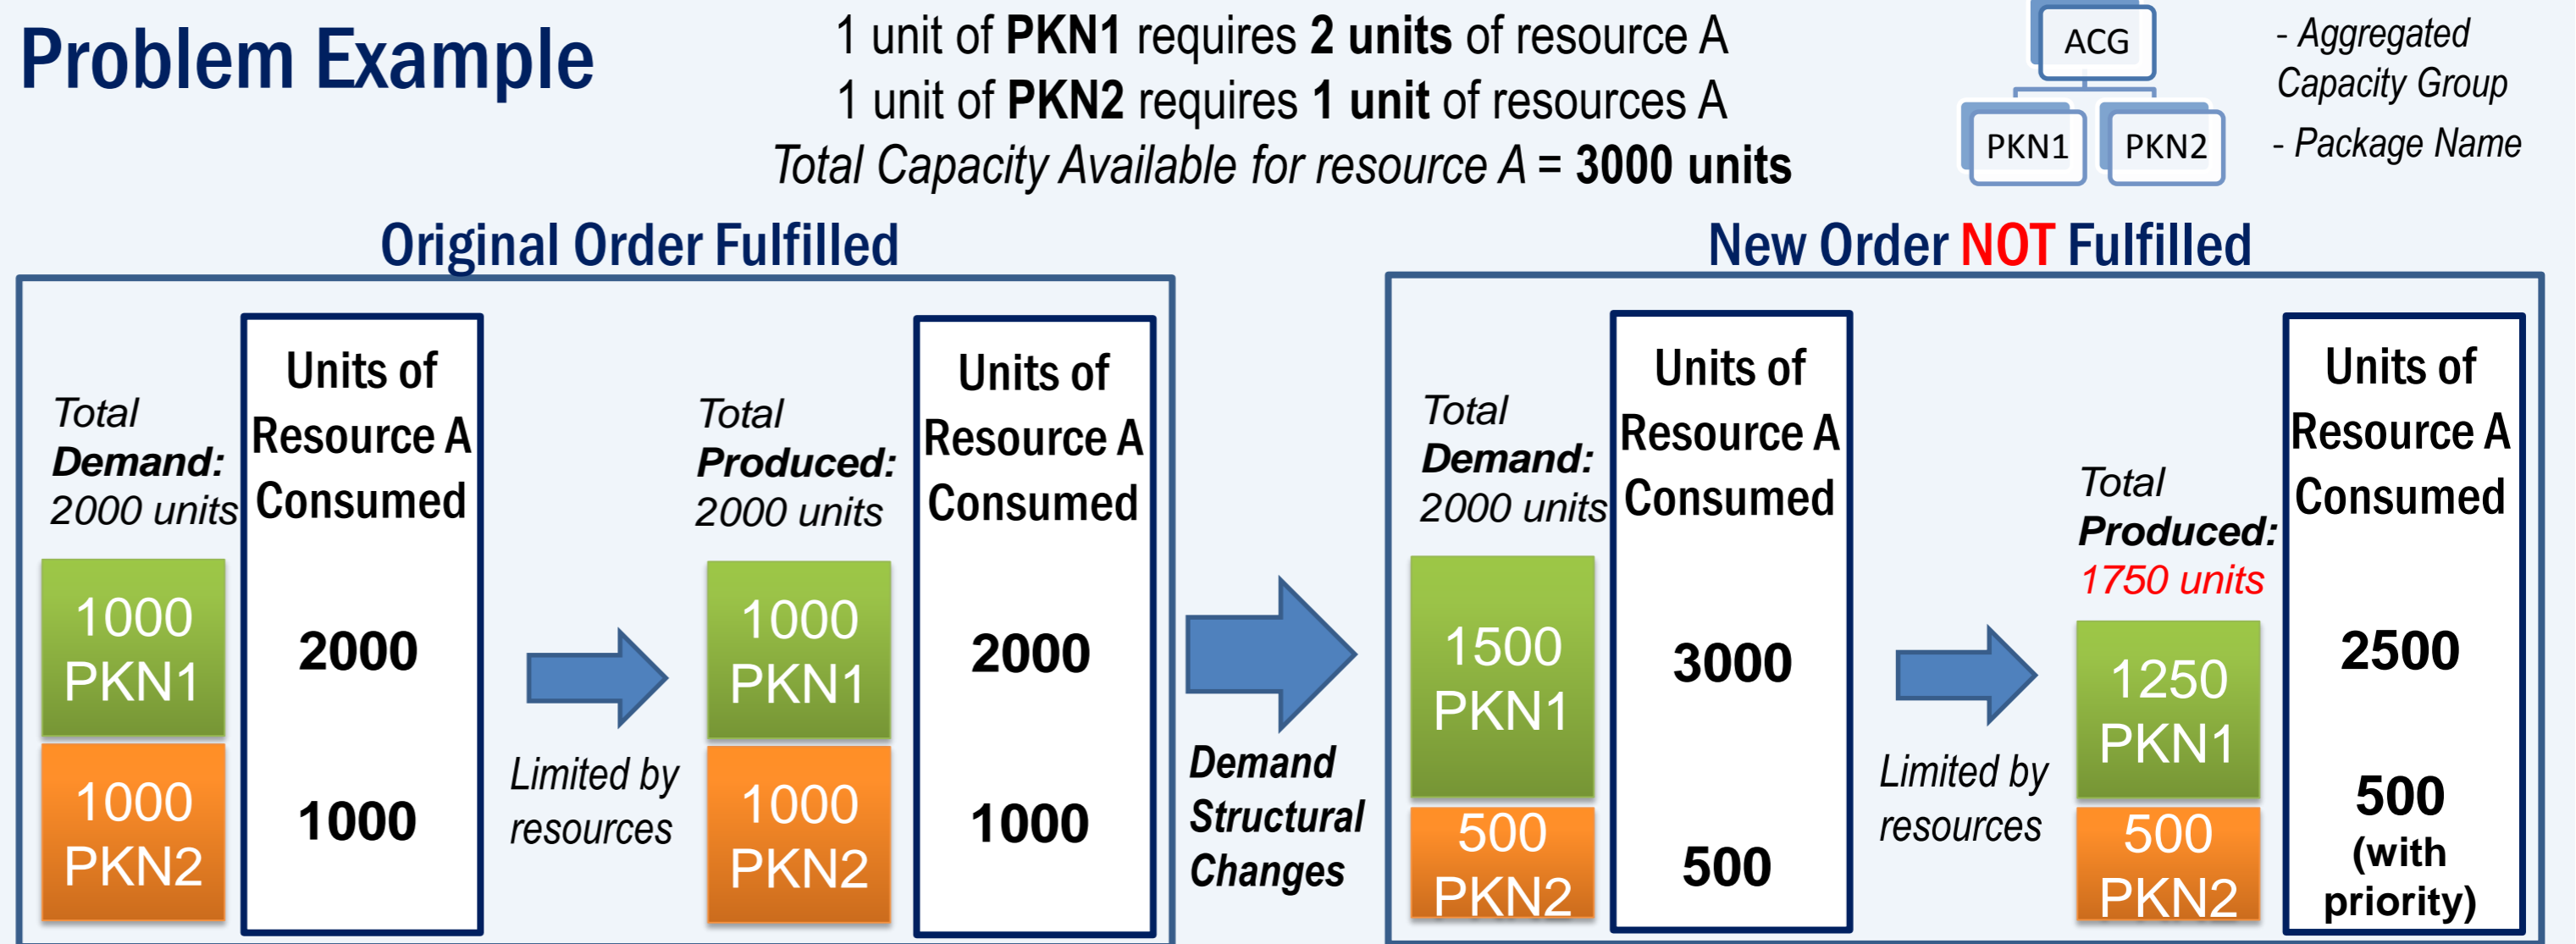 Problem Example
1 unit of PKN1 requires 2 units of resource A
1 unit of PKN2 requires 1 unit of resources A
Total Capacity Available for resource A = 3000 units
ACG
PKN1
PKN2
- Aggregated
Capacity Group
- Package Name
Original Order Fulfilled
Total
Demand:
2000 units
1000
PKN1
1000
PKN2
Units of
Resource A
Consumed
2000
1000
Limited by
resources
Total
Produced:
2000 units
1000
PKN1
1000
PKN2
Units of
Resource A
Consumed
2000
1000
Demand
Structural
Changes
New Order NOT Fulfilled
Total
Demand:
2000 units
1500
PKN1
500
PKN2
Units of
Resource A
Consumed
3000
500
Limited by
resources
Total
Produced:
1750 units
1250
PKN1
500
PKN2
Units of
Resource A
Consumed
2500
500
(with
priority)